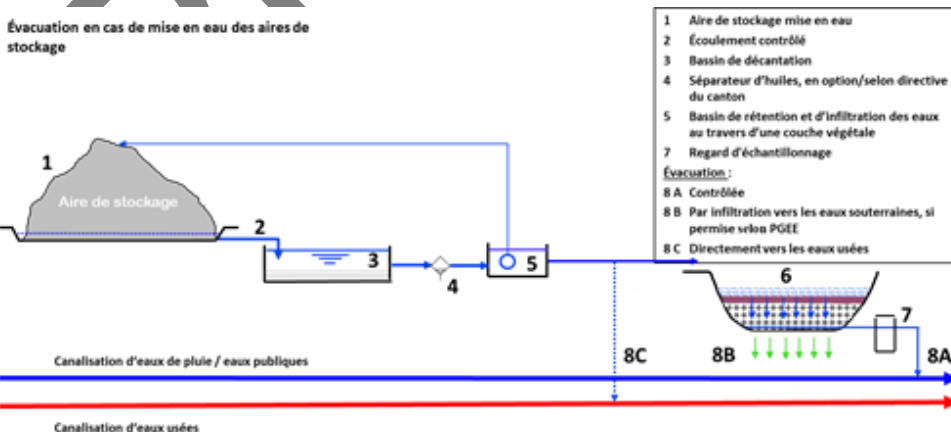 Évacuation en cas de mise en eau des aires de
stockage
1 Aire de stockage mise en eau
2 Écoulement contrôlé
3 Bassin de décantation
4 Séparateur d'huiles, en option/selon directive
du canton
5 Bassin de rétention et d'infiltration des eaux
au travers d'une couche végétale
7 Regard d'échantillonnage
Évacuation :
8 A Contrôlée
8 B Par infiltration vers les eaux souterraines, si
permise selon PGEE
8 C Directement vers les eaux usées
1
Aire de stockage
2
3
4
5
6
7
8C
8B
8A
Canalisation d'eaux de pluie / eaux publiques
Canalisation d'eaux usées